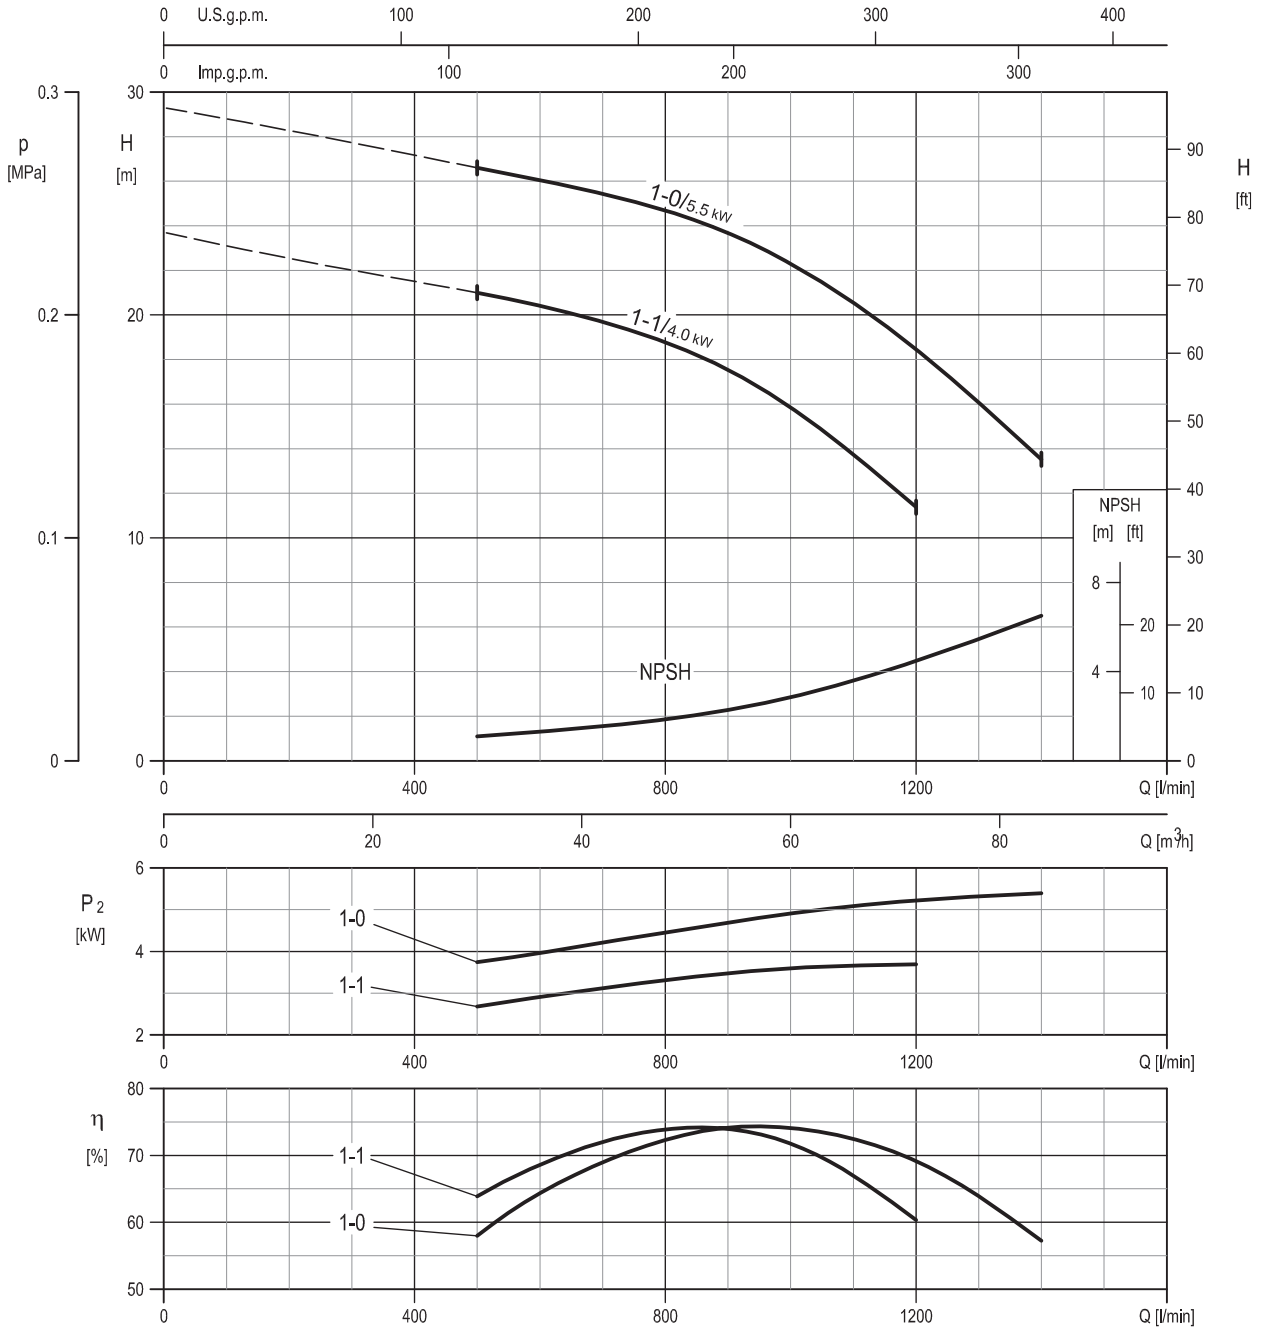 0 U.S.g.p.m. 100 200 300 400
0 Imp.g.p.m. 100 200 300
0.3 30
p H 90 H
[MPa] [m] [ft]
1-0/5.5 kW
80
70
0.2 20
1-1/4.0 kW
60
50
40
NPSH
[m] [ft]
0.1 10
30
8
20 20
NPSH
4
10 10
0 0 0
0 400 800 1200 Q [l/min]
0 20 40 60 80 Q [m³/h]
6
P2
[kW]
1-0
4
1-1
2
0 400 800 1200 Q [l/min]
80
η
[%]
70
1-1
60
1-0
50
0 400 800 1200 Q [l/min]